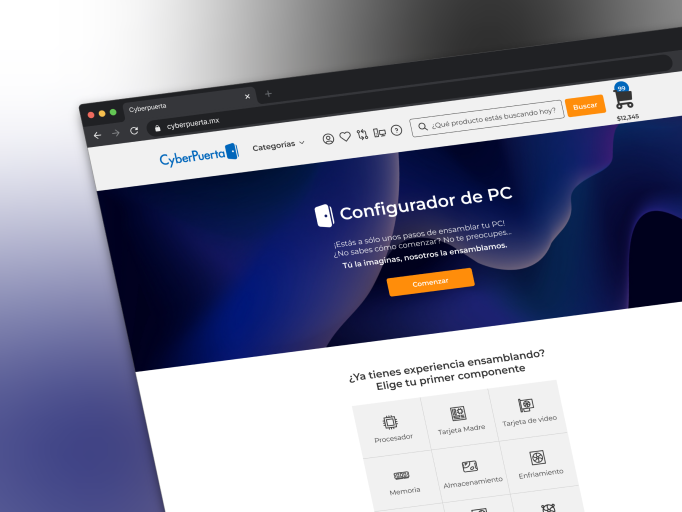 Cyberpuerta
cyberpuerta.mx
CyberPuerta
Categorías
¿Qué producto estás buscando hoy?
Buscar
99
$12,345
Configurador de PC
¡Estás a sólo unos pasos de ensamblar tu PC!
¿No sabes cómo comenzar? No te preocupes...
Tú la imaginas, nosotros la ensamblamos.
Comenzar
¿Ya tienes experiencia ensamblando?
Elige tu primer componente
Procesador
Tarjeta Madre
Tarjeta de video
Memoria
Almacenamiento
Enfriamiento